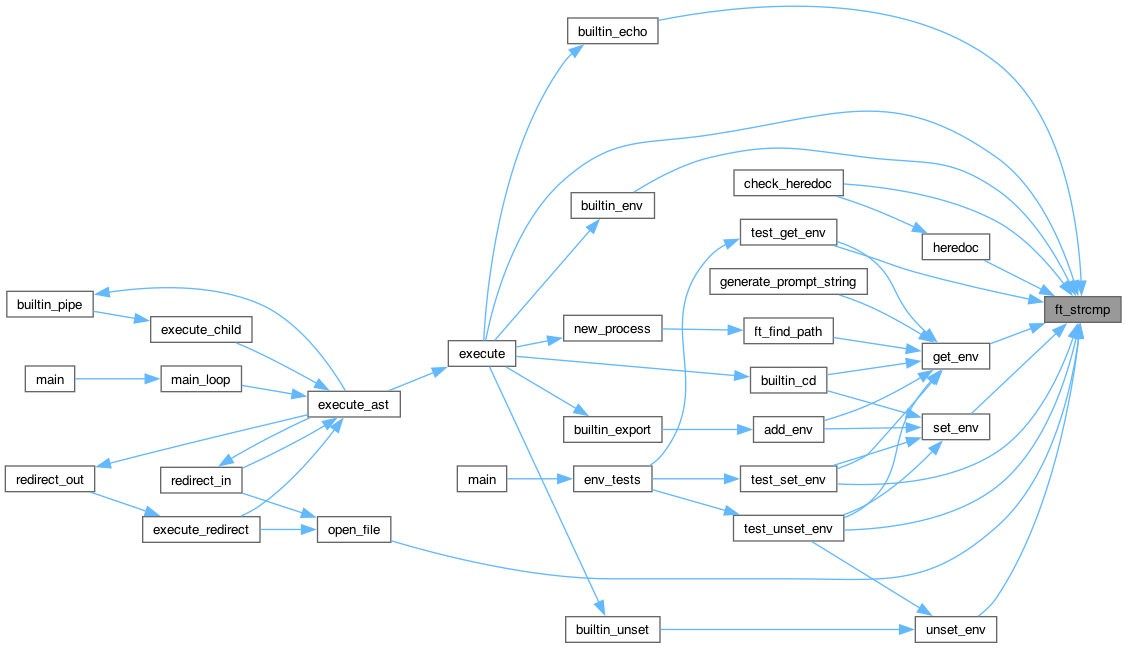 builtin_echo
check_heredoc
builtin_env
test_get_env
heredoc
generate_prompt_string
builtin_pipe
ft_strcmp
execute_child
new_process
ft_find_path
execute
get_env
main
main_loop
builtin_cd
execute_ast
builtin_export
add_env
set_env
redirect_out
redirect_in
main
env_tests
test_set_env
execute_redirect
open_file
test_unset_env
builtin_unset
unset_env